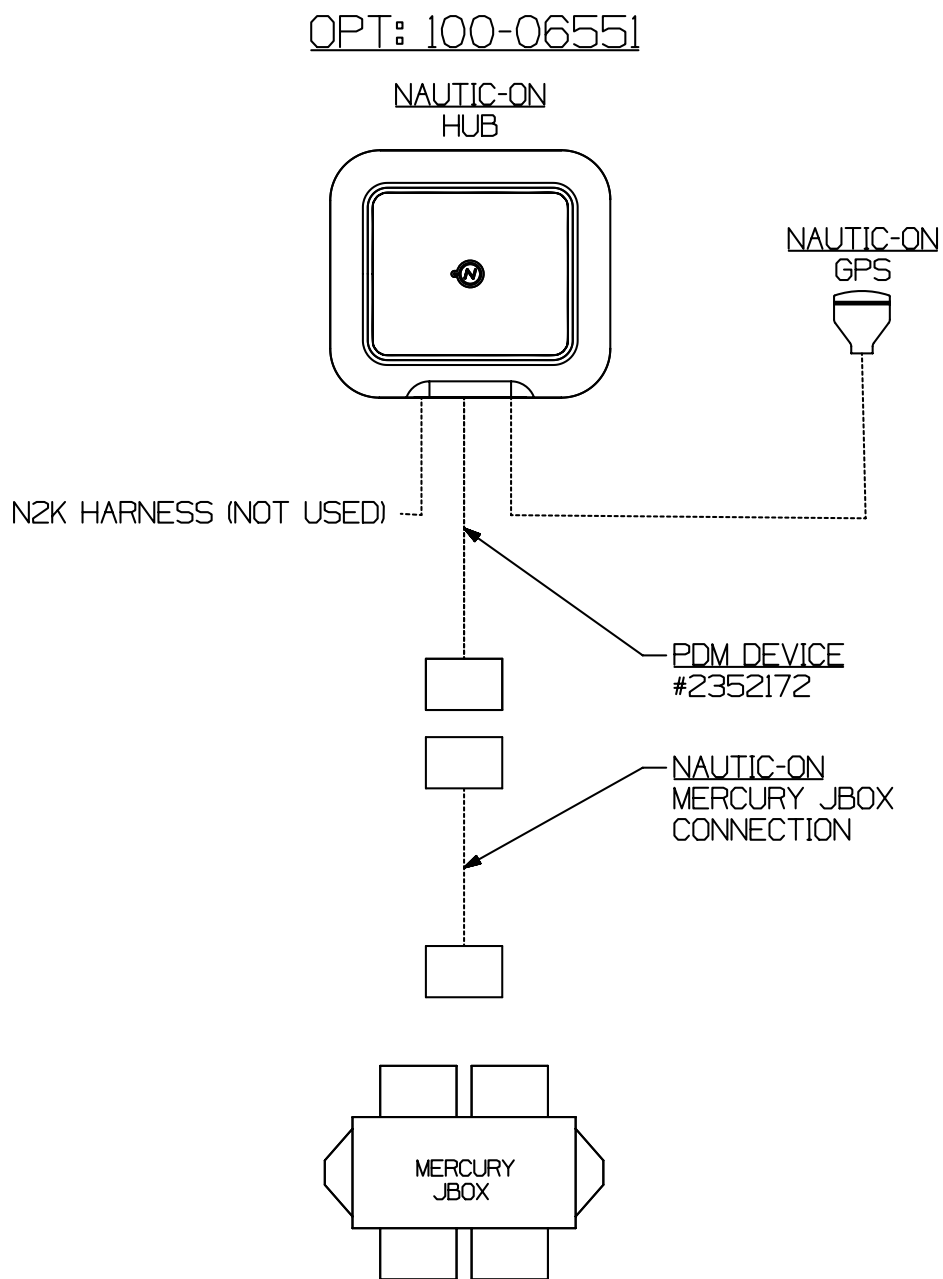 OPT: 100-06551
NAUTIC-ON
HUB
N
NAUTIC-ON
GPS
N2K HARNESS (NOT USED)
PDM DEVICE
#2352172
NAUTIC-ON
MERCURY JBOX
CONNECTION
MERCURY
JBOX